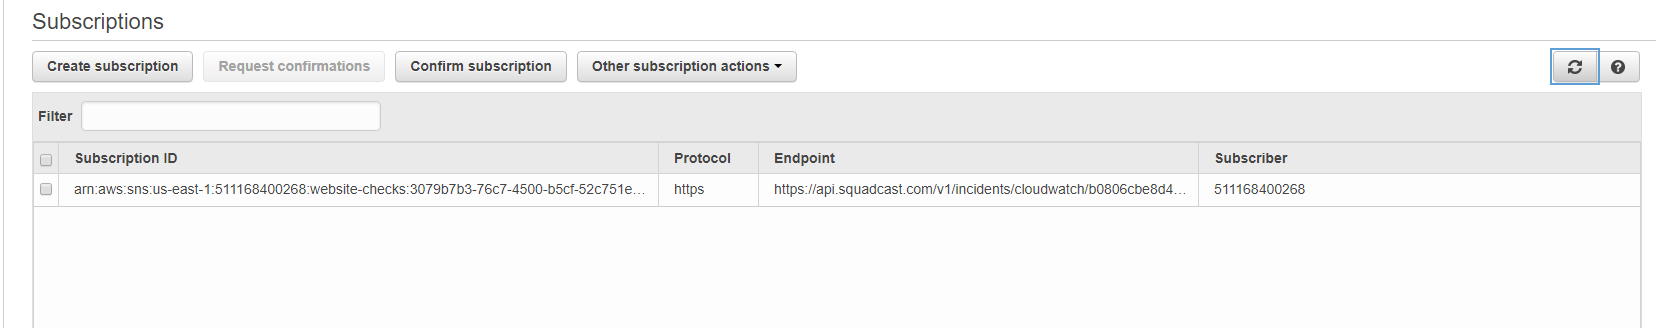 Subscriptions
Create subscription Request confirmations Confirm subscription Other subscription actions
Filter
Subscription ID Protocol Endpoint Subscriber
arn:aws:sns:us-east-1:511168400268:website-checks:3079b7b3-76c7-4500-b5cf-52c751e... https https://api.squadcast.com/v1/incidents/cloudwatch/b0806cbe8d4... 511168400268